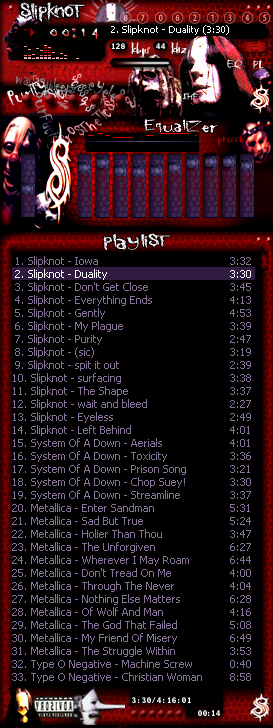 Slipknot
00:14
8 7 0 6 2 1 4 5
2. Slipknot - Duality (3:30)
128 kbps 44 khz
EQ PL
Equalizer
preset
playlist
1. Slipknot - Iowa 3:32
2. Slipknot - Duality 3:30
3. Slipknot - Don't Get Close 3:45
4. Slipknot - Everything Ends 4:13
5. Slipknot - Gently 4:53
6. Slipknot - My Plague 3:39
7. Slipknot - Purity 2:47
8. Slipknot - (sic) 3:19
9. Slipknot - spit it out 2:39
10. Slipknot - surfacing 3:38
11. Slipknot - The Shape 3:37
12. Slipknot - wait and bleed 2:27
13. Slipknot - Eyeless 2:49
14. Slipknot - Left Behind 4:01
15. System Of A Down - Aerials 4:01
16. System Of A Down - Toxicity 3:36
17. System Of A Down - Prison Song 3:21
18. System Of A Down - Chop Suey! 3:30
19. System Of A Down - Streamline 3:37
20. Metallica - Enter Sandman 5:31
21. Metallica - Sad But True 5:24
22. Metallica - Holier Than Thou 3:47
23. Metallica - The Unforgiven 6:27
24. Metallica - Wherever I May Roam 6:44
25. Metallica - Don't Tread On Me 4:00
26. Metallica - Through The Never 4:04
27. Metallica - Nothing Else Matters 6:28
28. Metallica - Of Wolf And Man 4:16
29. Metallica - The God That Failed 5:08
30. Metallica - My Friend Of Misery 6:49
31. Metallica - The Struggle Within 3:53
32. Type O Negative - Machine Screw 0:40
33. Type O Negative - Christian Woman 8:58
3:30/4:16:01
00:14